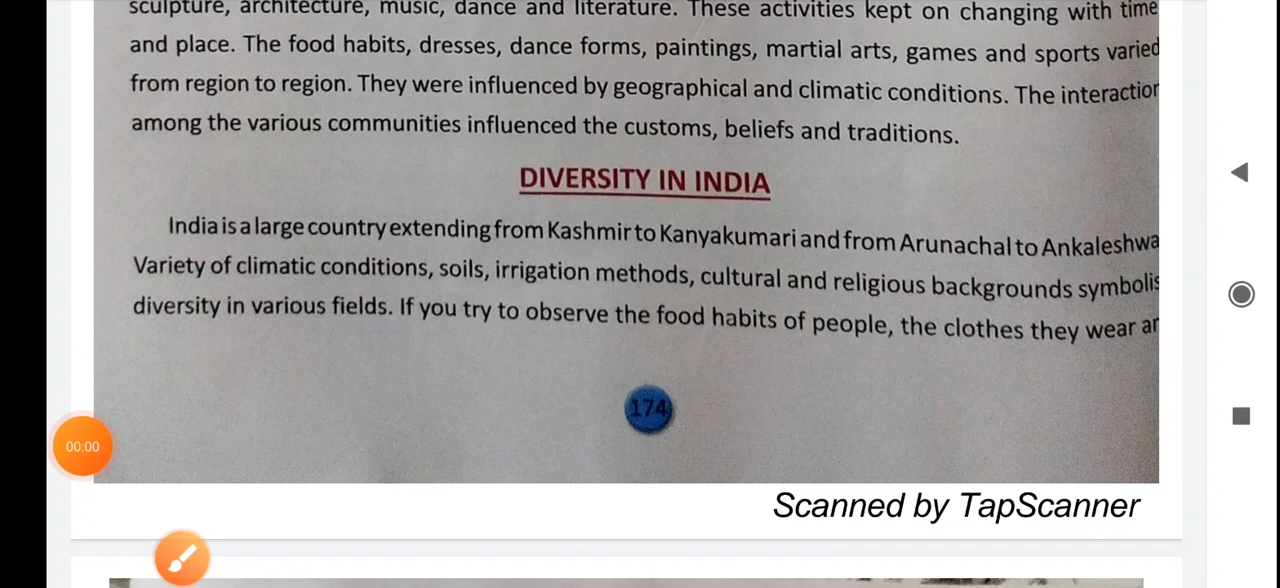 sculpture, architecture, music, dance and literature. These activities kept on changing with time
and place. The food habits, dresses, dance forms, paintings, martial arts, games and sports varied
from region to region. They were influenced by geographical and climatic conditions. The interaction
among the various communities influenced the customs, beliefs and traditions.
DIVERSITY IN INDIA
India is a large country extending from Kashmir to Kanyakumari and from Arunachal to Ankaleshwa
Variety of climatic conditions, soils, irrigation methods, cultural and religious backgrounds symbolis
diversity in various fields. If you try to observe the food habits of people, the clothes they wear ar
174
00:00
Scanned by TapScanner